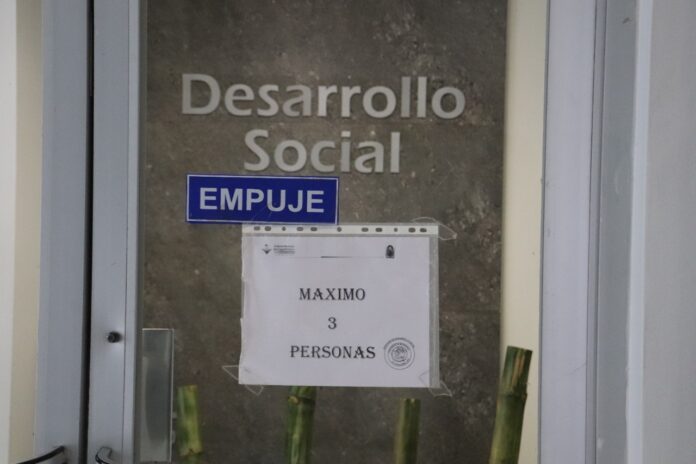 Desarrollo
Social
EMPUJE
MAXIMO
3
PERSONAS